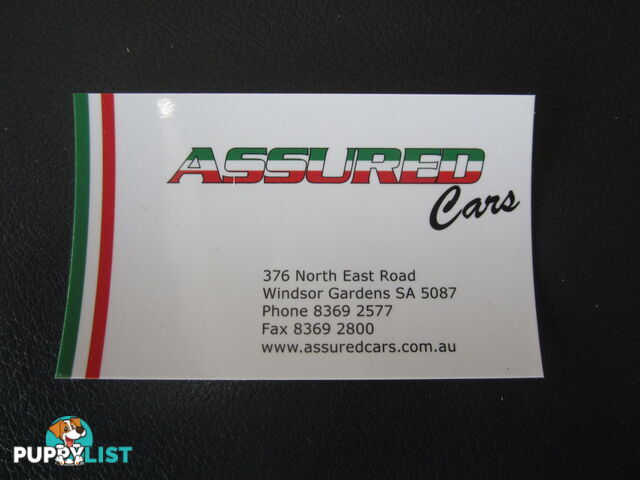 ASSURED
Cars
376 North East Road
Windsor Gardens SA 5087
Phone 8369 2577
Fax 8369 2800
www.assuredcars.com.au
PUPPYLIST